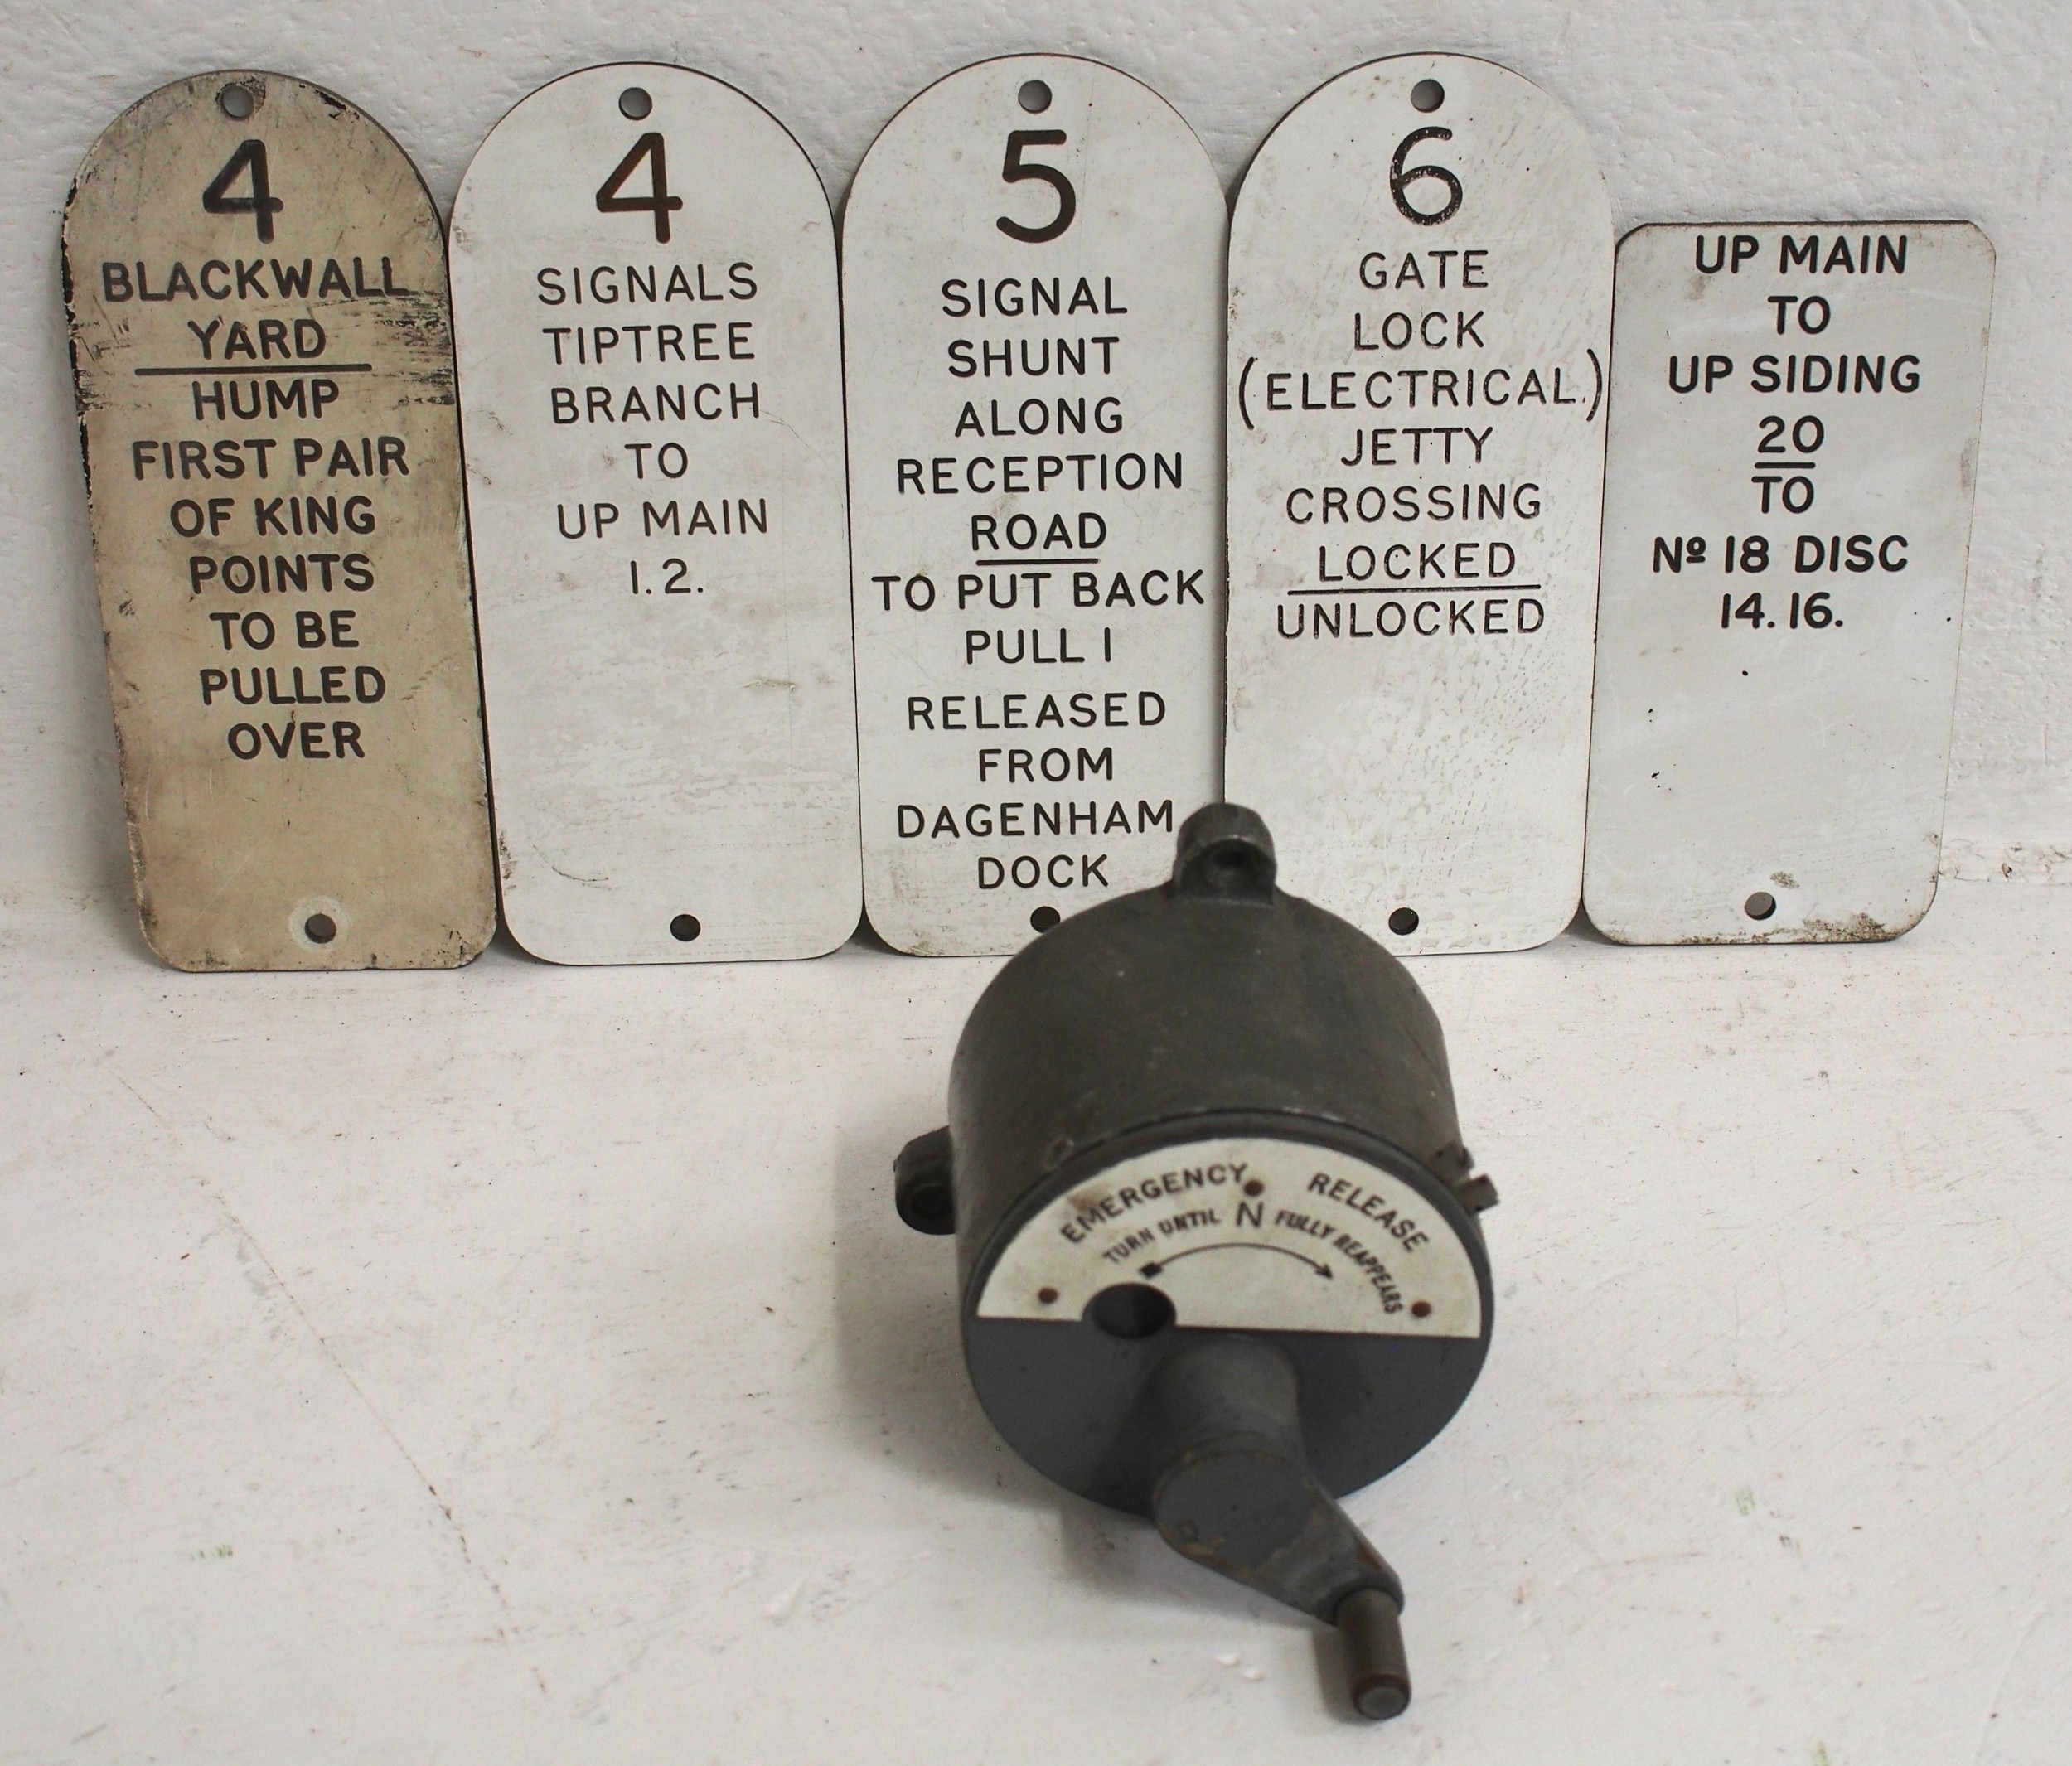 4
BLACKWALL
YARD
HUMP
FIRST PAIR
OF KING
POINTS
TO BE
PULLED
OVER
4
SIGNALS
TIPTREE
BRANCH
TO
UP MAIN
1.2.
5
SIGNAL
SHUNT
ALONG
RECEPTION
ROAD
TO PUT BACK
PULL 1
RELEASED
FROM
DAGENHAM
DOCK
6
GATE
LOCK
(ELECTRICAL.)
JETTY
CROSSING
LOCKED
UNLOCKED
UP MAIN
TO
UP SIDING
20
TO
Nº 18 DISC
14.16.
EMERGENCY RELEASE
TURN UNTIL N FULLY REAPPEARS